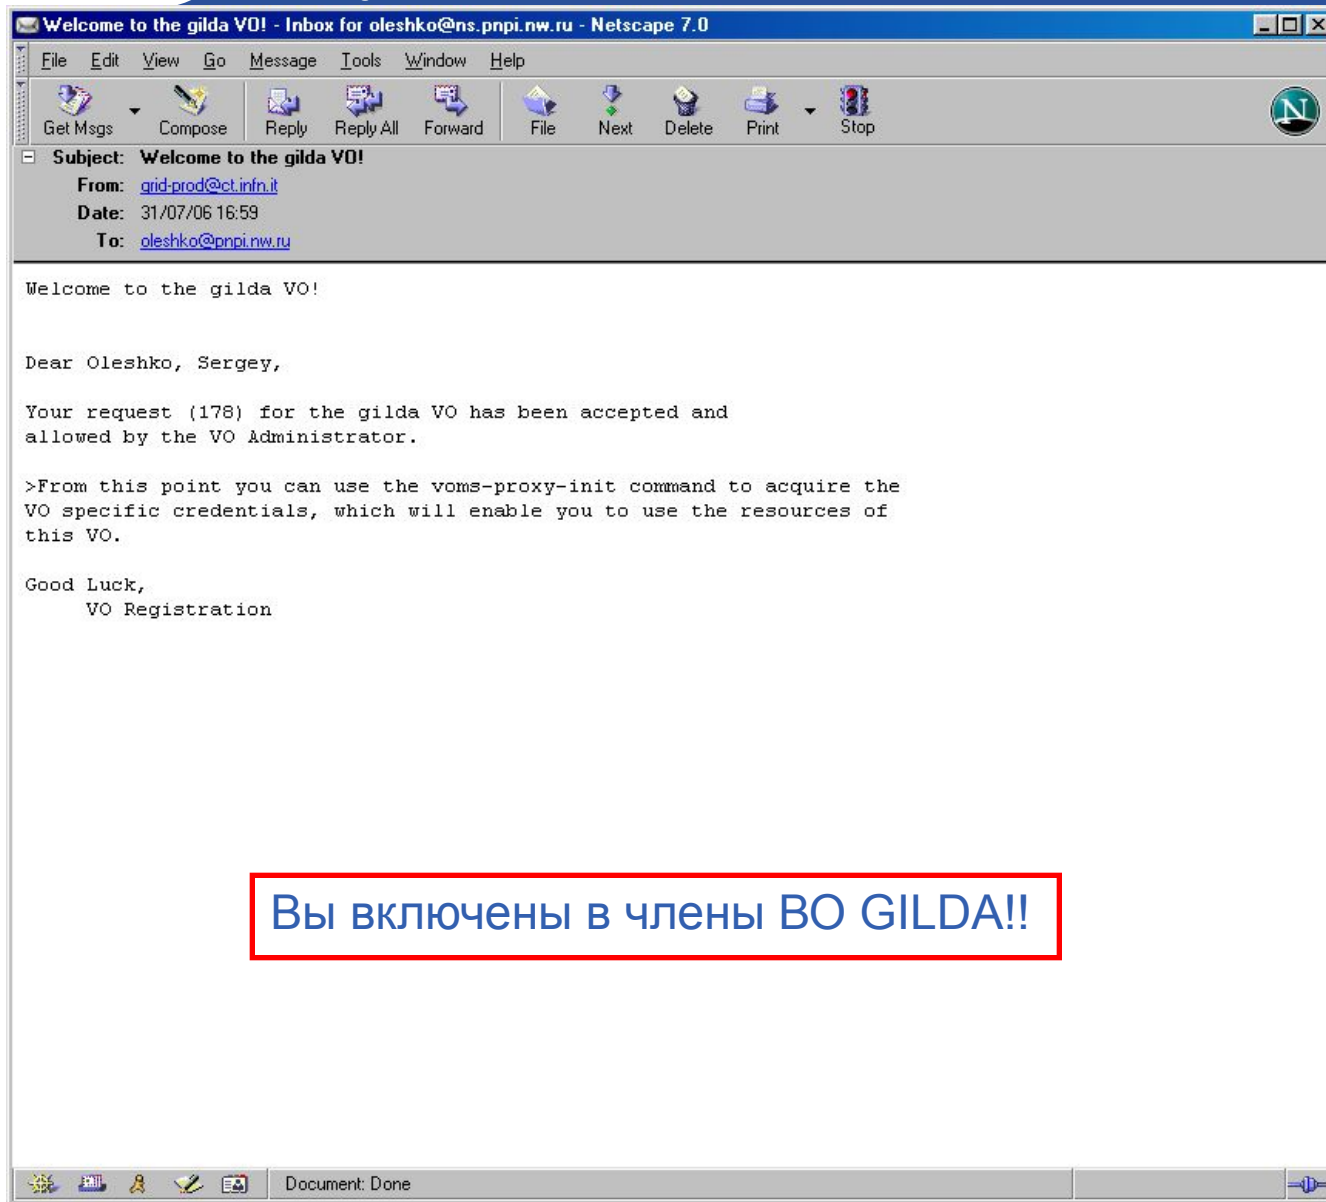 Welcome to the gilda VO! - Inbox for oleshko@ns.pnpi.nw.ru - Netscape 7.0
File Edit View Go Message Tools Window Help
Get Msgs Compose Reply Reply All Forward File Next Delete Print Stop
N
Subject: Welcome to the gilda VO!
From: grid-prod@ct.infn.it
Date: 31/07/06 16:59
To: oleshko@pnpi.nw.ru
Welcome to the gilda VO!
Dear Oleshko, Sergey,
Your request (178) for the gilda VO has been accepted and
allowed by the VO Administrator.
>From this point you can use the voms-proxy-init command to acquire the
VO specific credentials, which will enable you to use the resources of
this VO.
Good Luck,
VO Registration
Вы включены в члены ВО GILDA!!
Document: Done